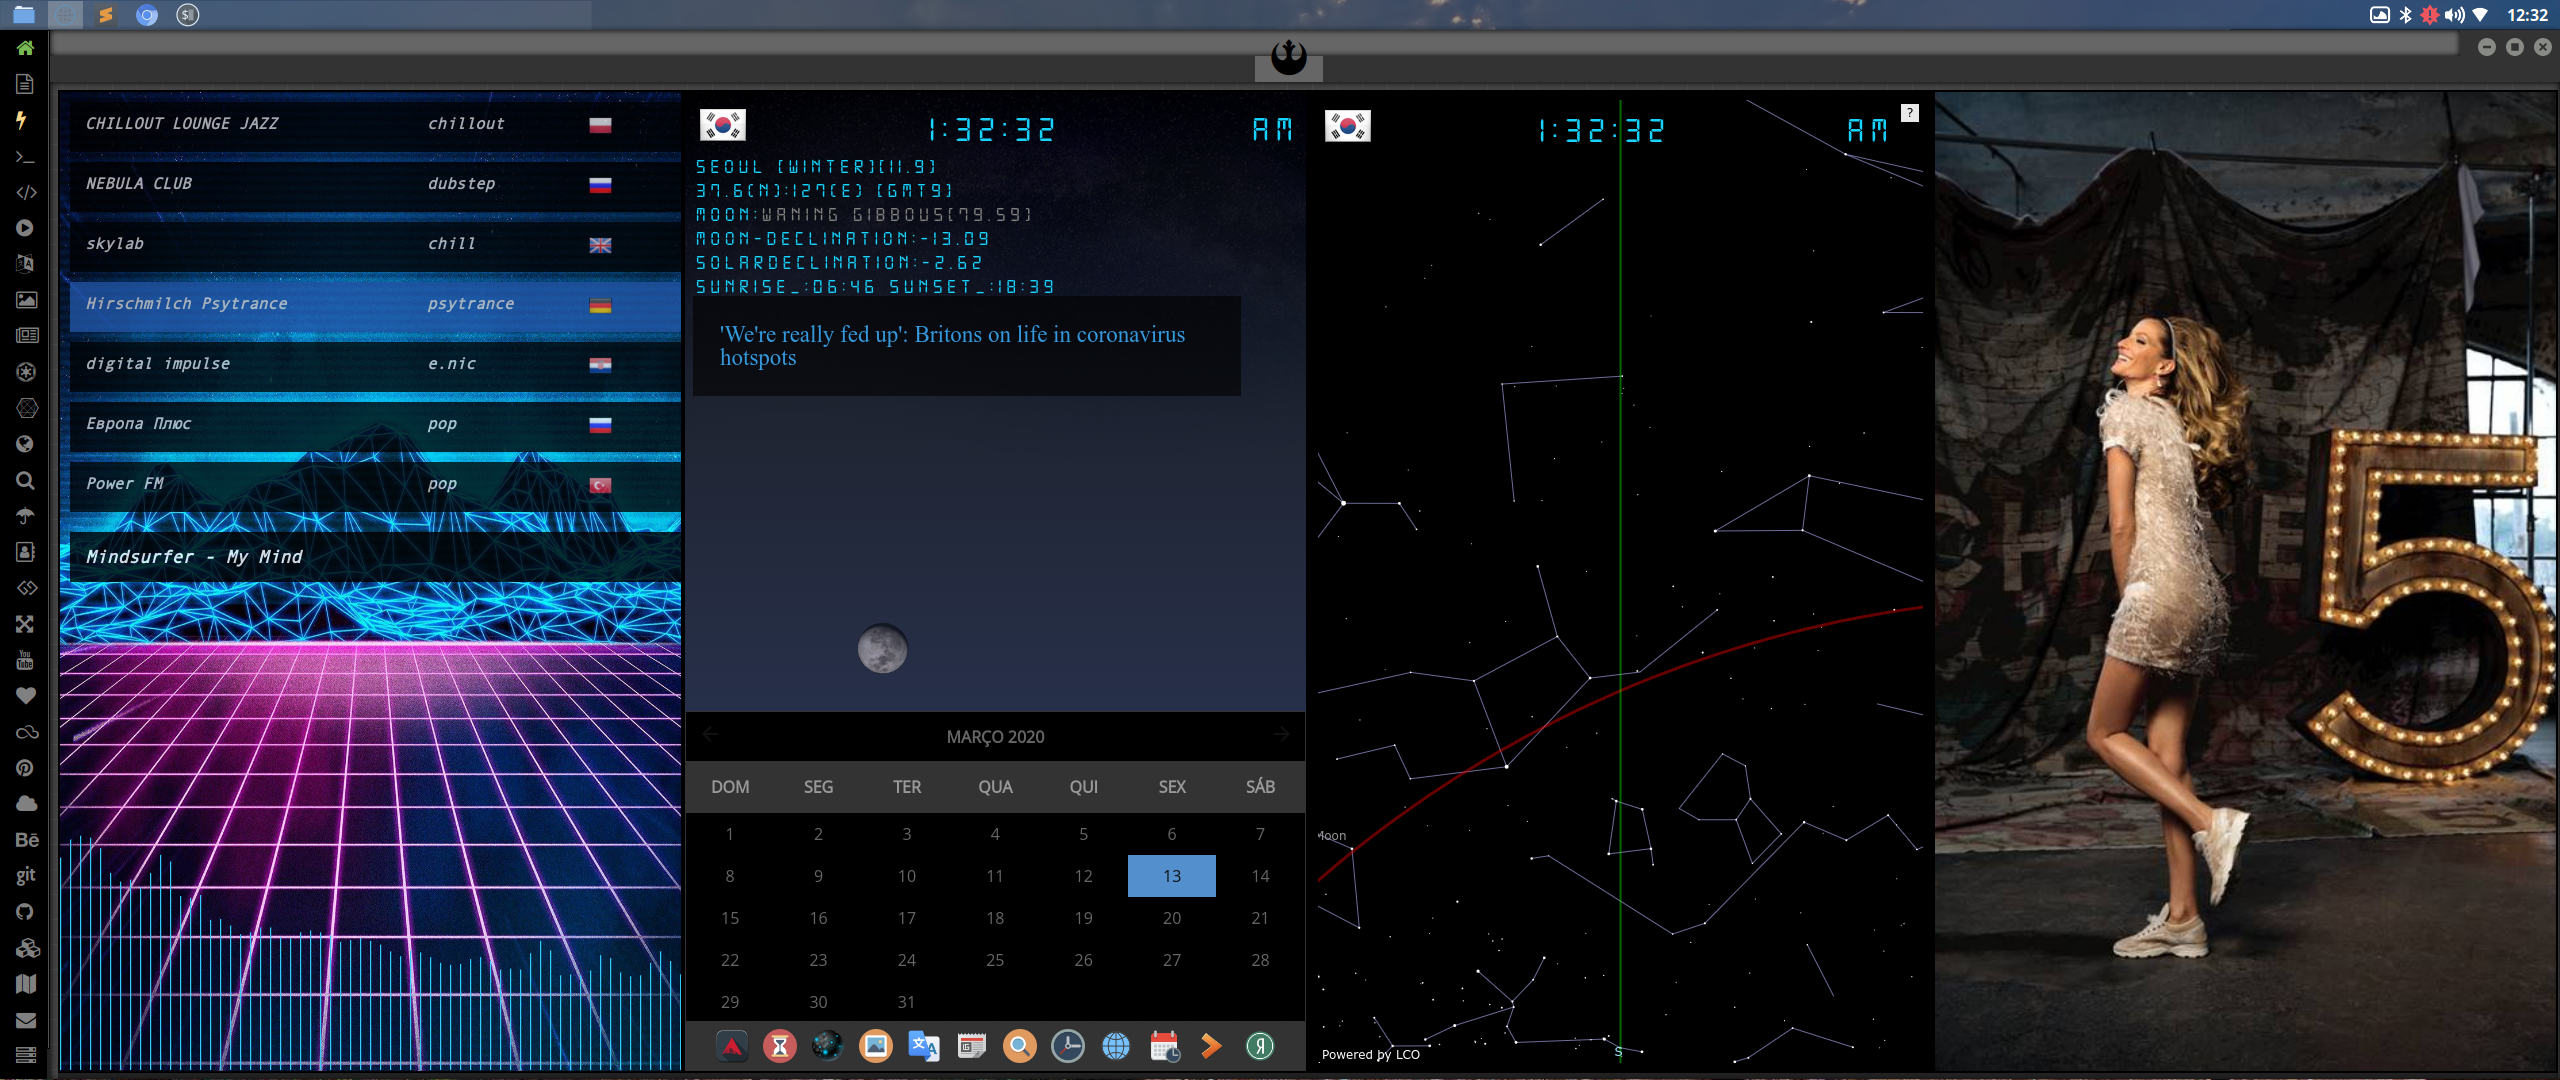 12:32
CHILLOUT LOUNGE JAZZ chillout
NEBULA CLUB dubstep
skylab chill
Hirschmilch Psytrance psytrance
digital impulse e.nic
Европа Плюс pop
Power FM pop
Mindsurfer - My Mind
Bē
git
You
Tube
1:32:32 AM
SEOUL [WINTER][11.9]
37.6(N):127(E) [GMT9]
MOON:WANING GIBBOUS[79.59]
MOON-DECLINATION:-13.09
SOLARDECLINATION:-2.62
SUNRISE_:06:46 SUNSET_:18:39
'We're really fed up': Britons on life in coronavirus
hotspots
MARÇO 2020
DOM SEG TER QUA QUI SEX SÁB
1 2 3 4 5 6 7
8 9 10 11 12 13 14
15 16 17 18 19 20 21
22 23 24 25 26 27 28
29 30 31
1:32:32 AM
?
Moon
Powered by LCO
S
5